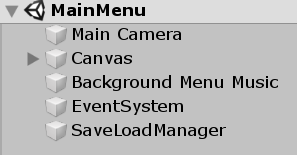 MainMenu
Main Camera
Canvas
Background Menu Music
EventSystem
SaveLoadManager